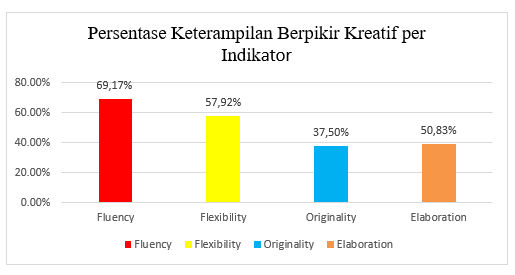 Persentase Keterampilan Berpikir Kreatif per
Indikator
80.00%
60.00%
40.00%
20.00%
0.00%
69,17%
57,92%
37,50%
50,83%
Fluency
Flexibility
Originality
Elaboration
Fluency
Flexibility
Originality
Elaboration